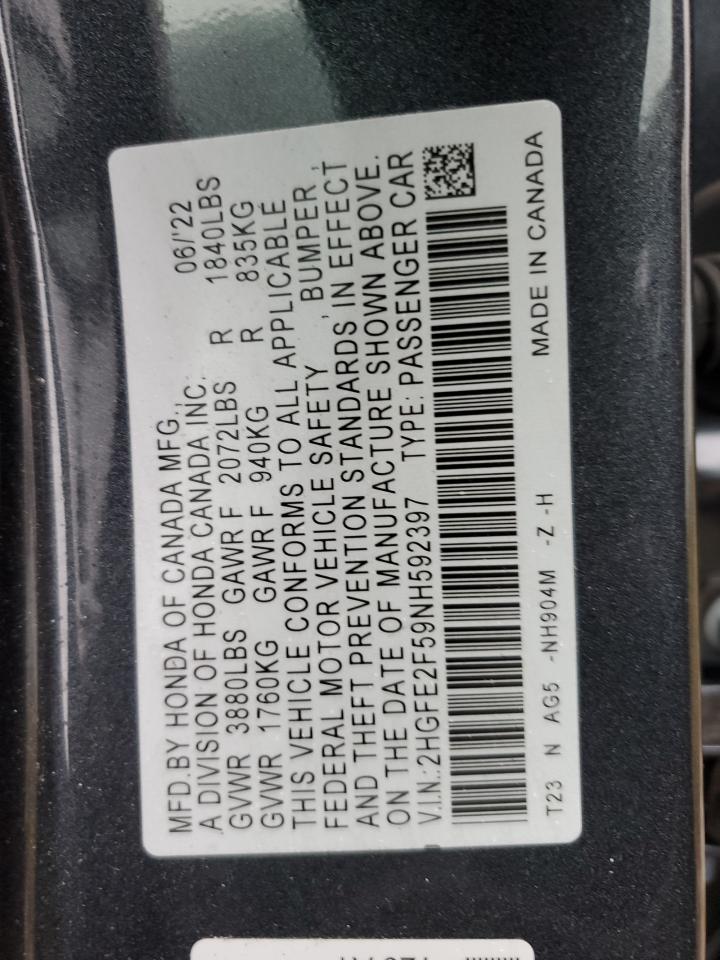 MFD.BY HONDA OF CANADA MFG., 06/'22
A DIVISION OF HONDA CANADA INC.
GVWR 3880LBS GAWR F 2072LBS R 1840LBS
GVWR 1760KG GAWR F 940KG R 835KG
THIS VEHICLE CONFORMS TO ALL APPLICABLE
FEDERAL MOTOR VEHICLE SAFETY , BUMPER ,
AND THEFT PREVENTION STANDARDS IN EFFECT
ON THE DATE OF MANUFACTURE SHOWN ABOVE.
V.I.N.:2HGFE2F59NH592397 TYPE: PASSENGER CAR
T23 N AG5 -NH904M -Z -H MADE IN CANADA